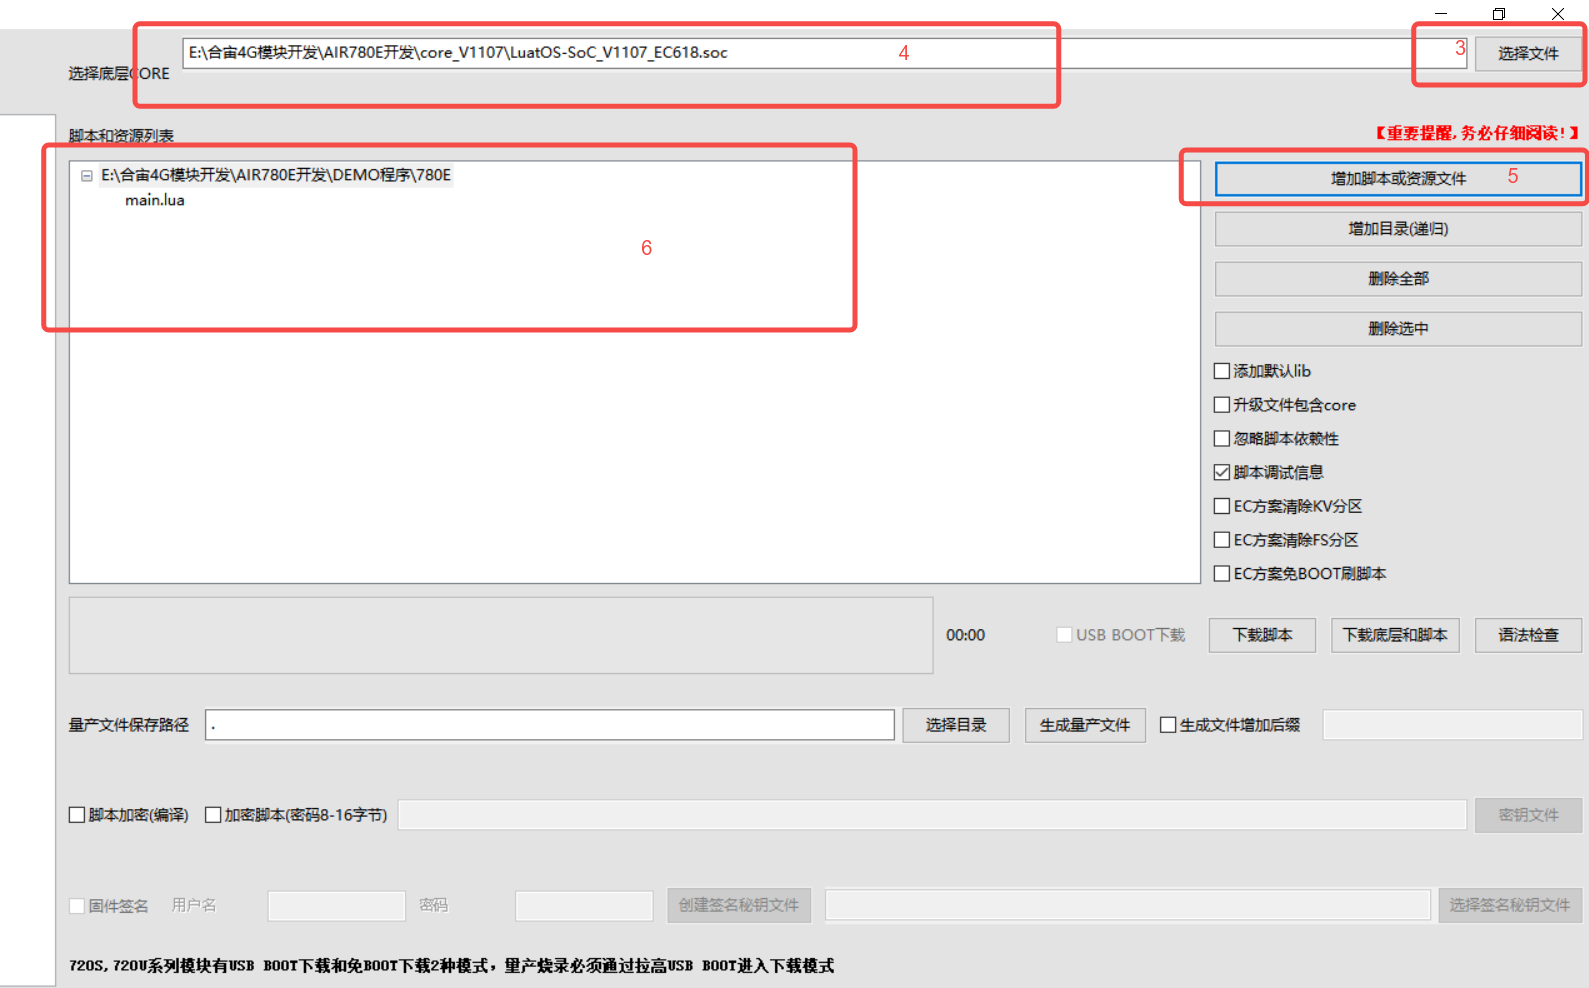 选择底层CORE
E:\合宙4G模块开发\AIR780E开发\core_V1107\LuatOS-SoC_V1107_EC618.soc
4
3
选择文件
脚本和资源列表
【重要提醒,务必仔细阅读!】
E:\合宙4G模块开发\AIR780E开发\DEMO程序\780E
main.lua
6
增加脚本或资源文件
5
增加目录(递归)
删除全部
删除选中
添加默认lib
升级文件包含core
忽略脚本依赖性
脚本调试信息
EC方案清除KV分区
EC方案清除FS分区
EC方案免BOOT刷脚本
00:00
USB BOOT下载
下载脚本
下载底层和脚本
语法检查
量产文件保存路径
.
选择目录
生成量产文件
生成文件增加后缀
脚本加密(编译)
加密脚本(密码8-16字节)
密钥文件
固件签名
用户名
密码
创建签名秘钥文件
选择签名秘钥文件
720S,720U系列模块有USB BOOT下载和免BOOT下载2种模式，量产烧录必须通过拉高USB BOOT进入下载模式